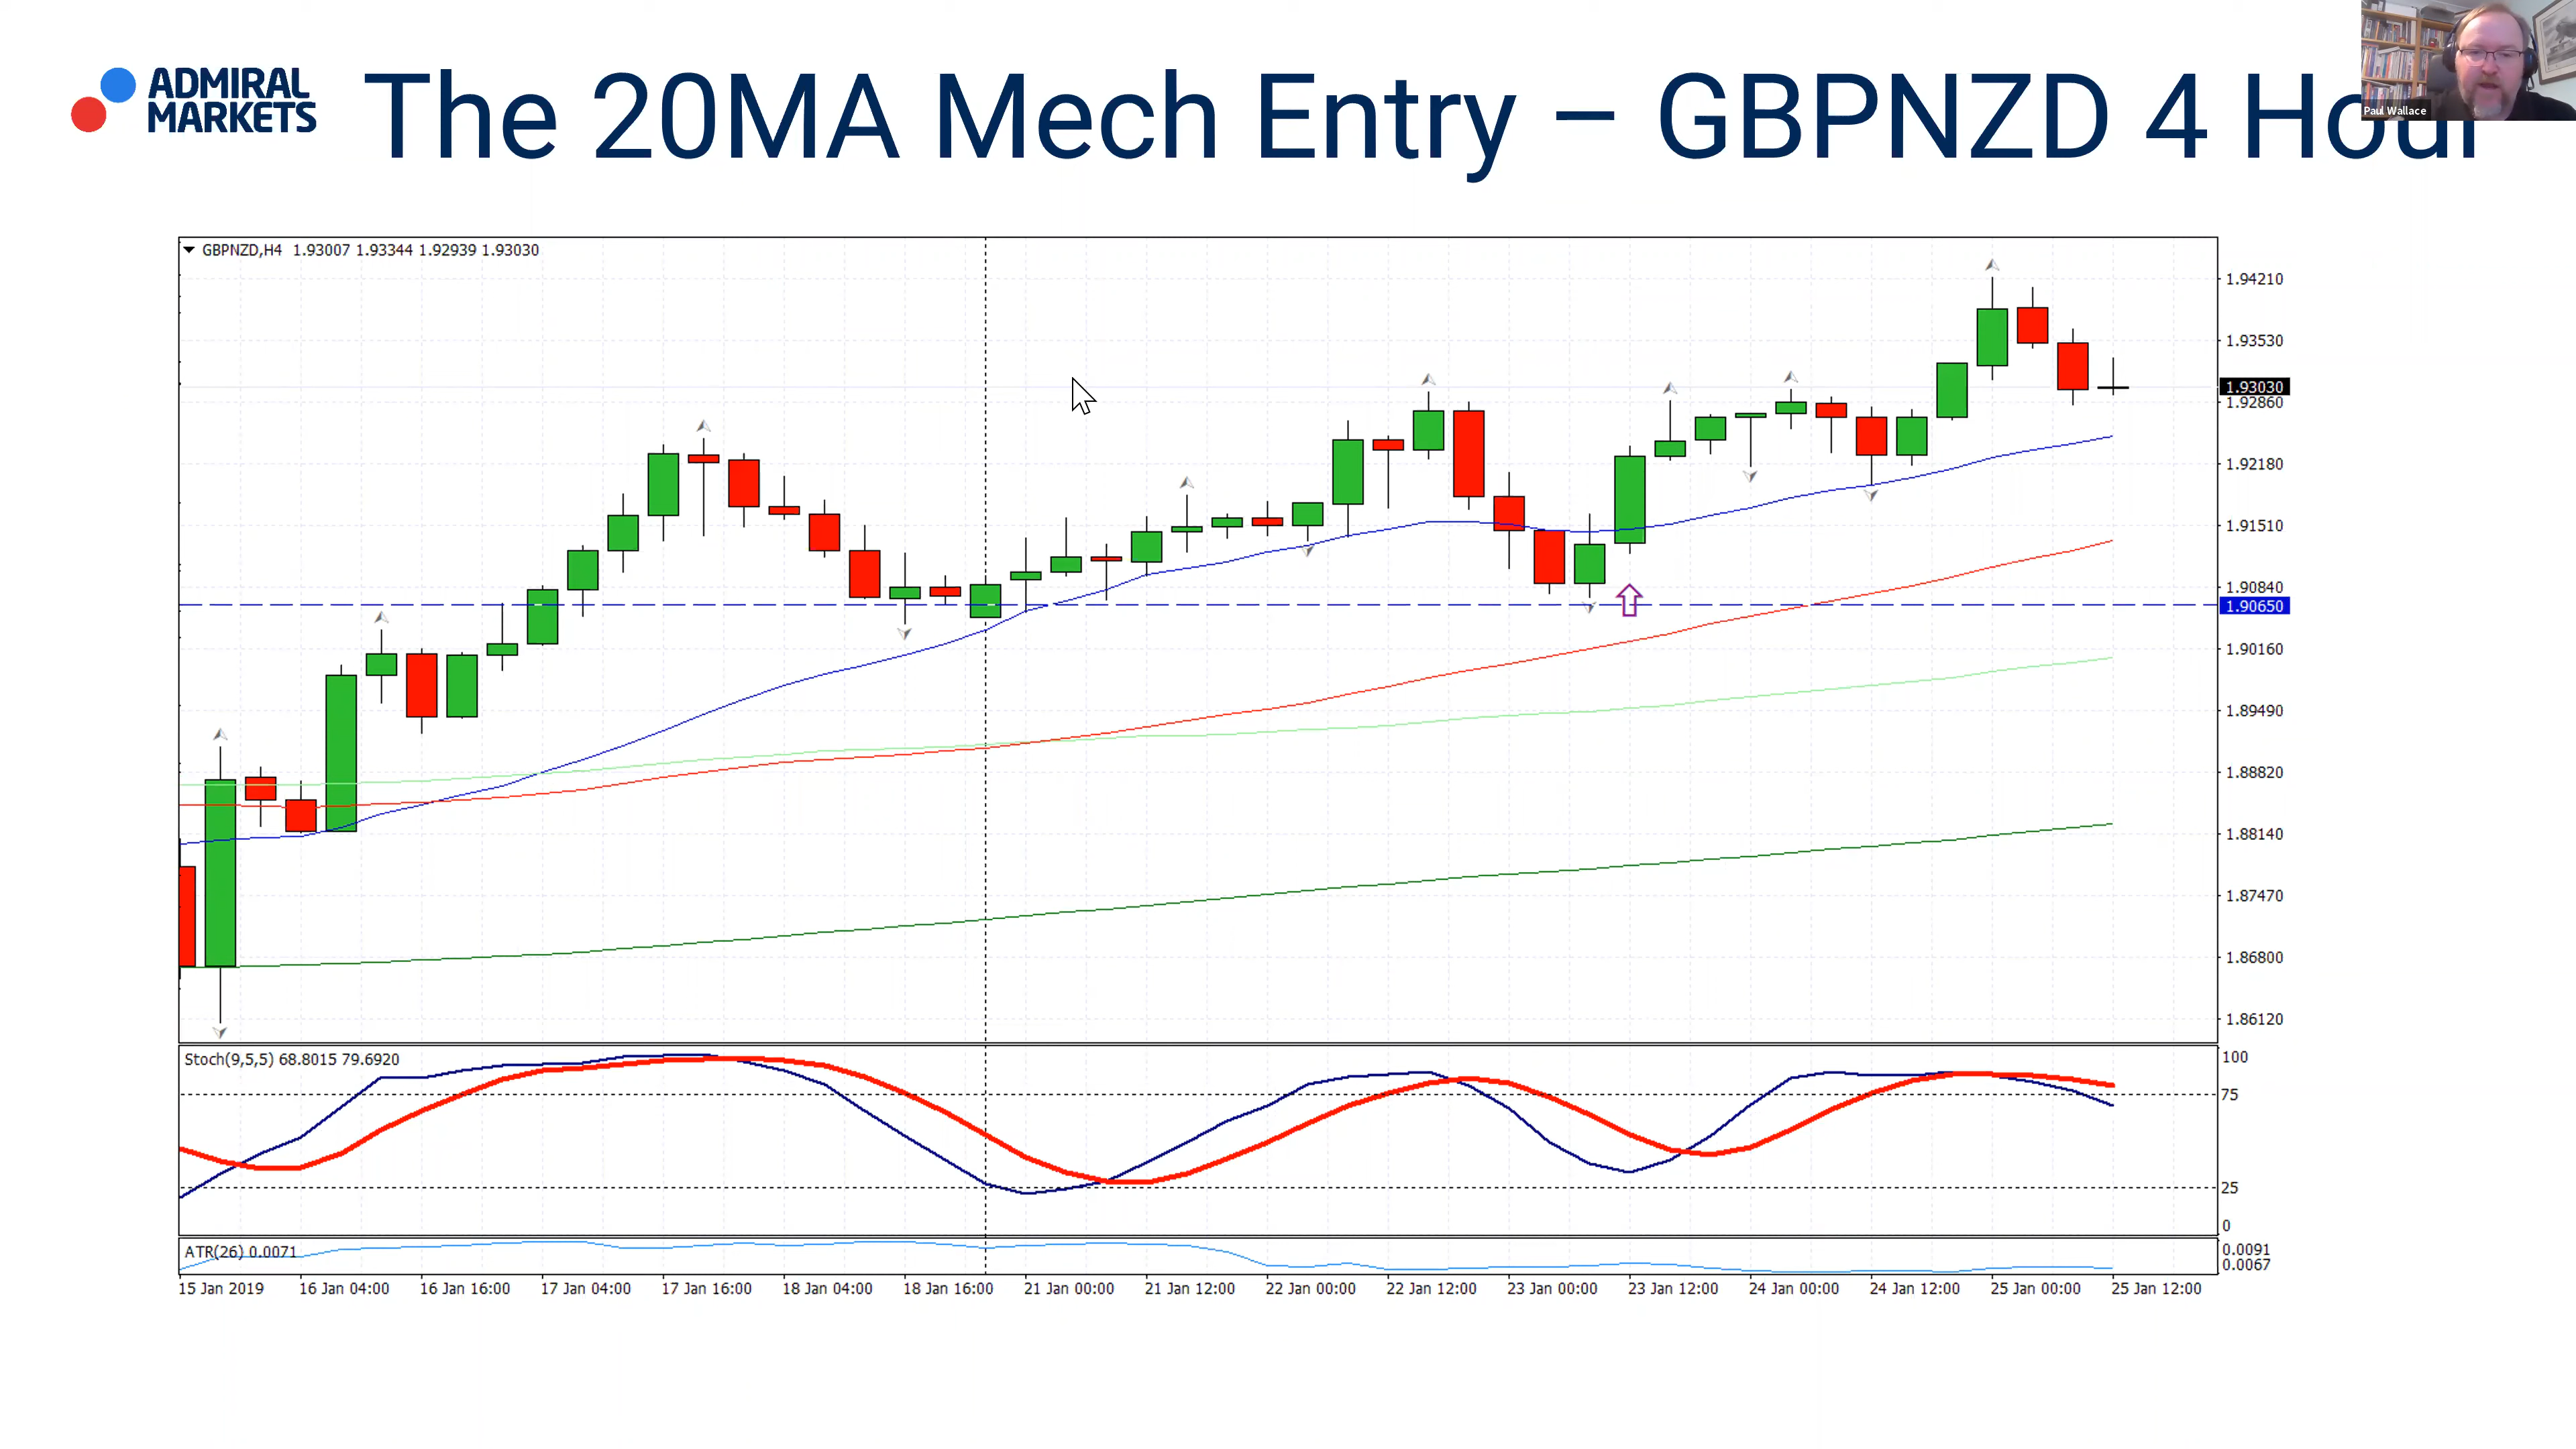 ADMIRAL
MARKETS
The 20MA Mech Entry – GBPNZD 4 Hour
Paul Wallace
GBPNZD,H4 1.93007 1.93344 1.92939 1.93030
1.94210
1.93530
1.93030
1.92860
1.92180
1.91510
1.90840
1.90650
1.90160
1.89490
1.88820
1.88140
1.87470
1.86800
1.86120
Stoch(9,5,5) 68.8015 79.6920
100
75
25
0
ATR(26) 0.0071
0.0091
0.0067
15 Jan 2019 16 Jan 04:00 16 Jan 16:00 17 Jan 04:00 17 Jan 16:00 18 Jan 04:00 18 Jan 16:00 21 Jan 00:00 21 Jan 12:00 22 Jan 00:00 22 Jan 12:00 23 Jan 00:00 23 Jan 12:00 24 Jan 00:00 24 Jan 12:00 25 Jan 00:00 25 Jan 12:00